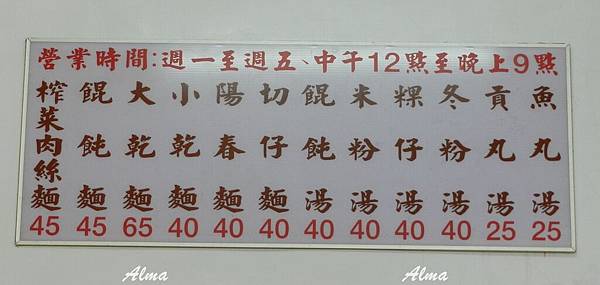 營業時間:週一至週五、中午12點至晚上9點
榨菜肉絲麵 45
餛飩麵 45
大乾麵 65
小乾麵 40
陽春麵 40
切仔麵 40
餛飩湯 40
米粉湯 40
粿仔湯 40
冬粉湯 40
貢丸湯 25
魚丸湯 25
Alma
Alma